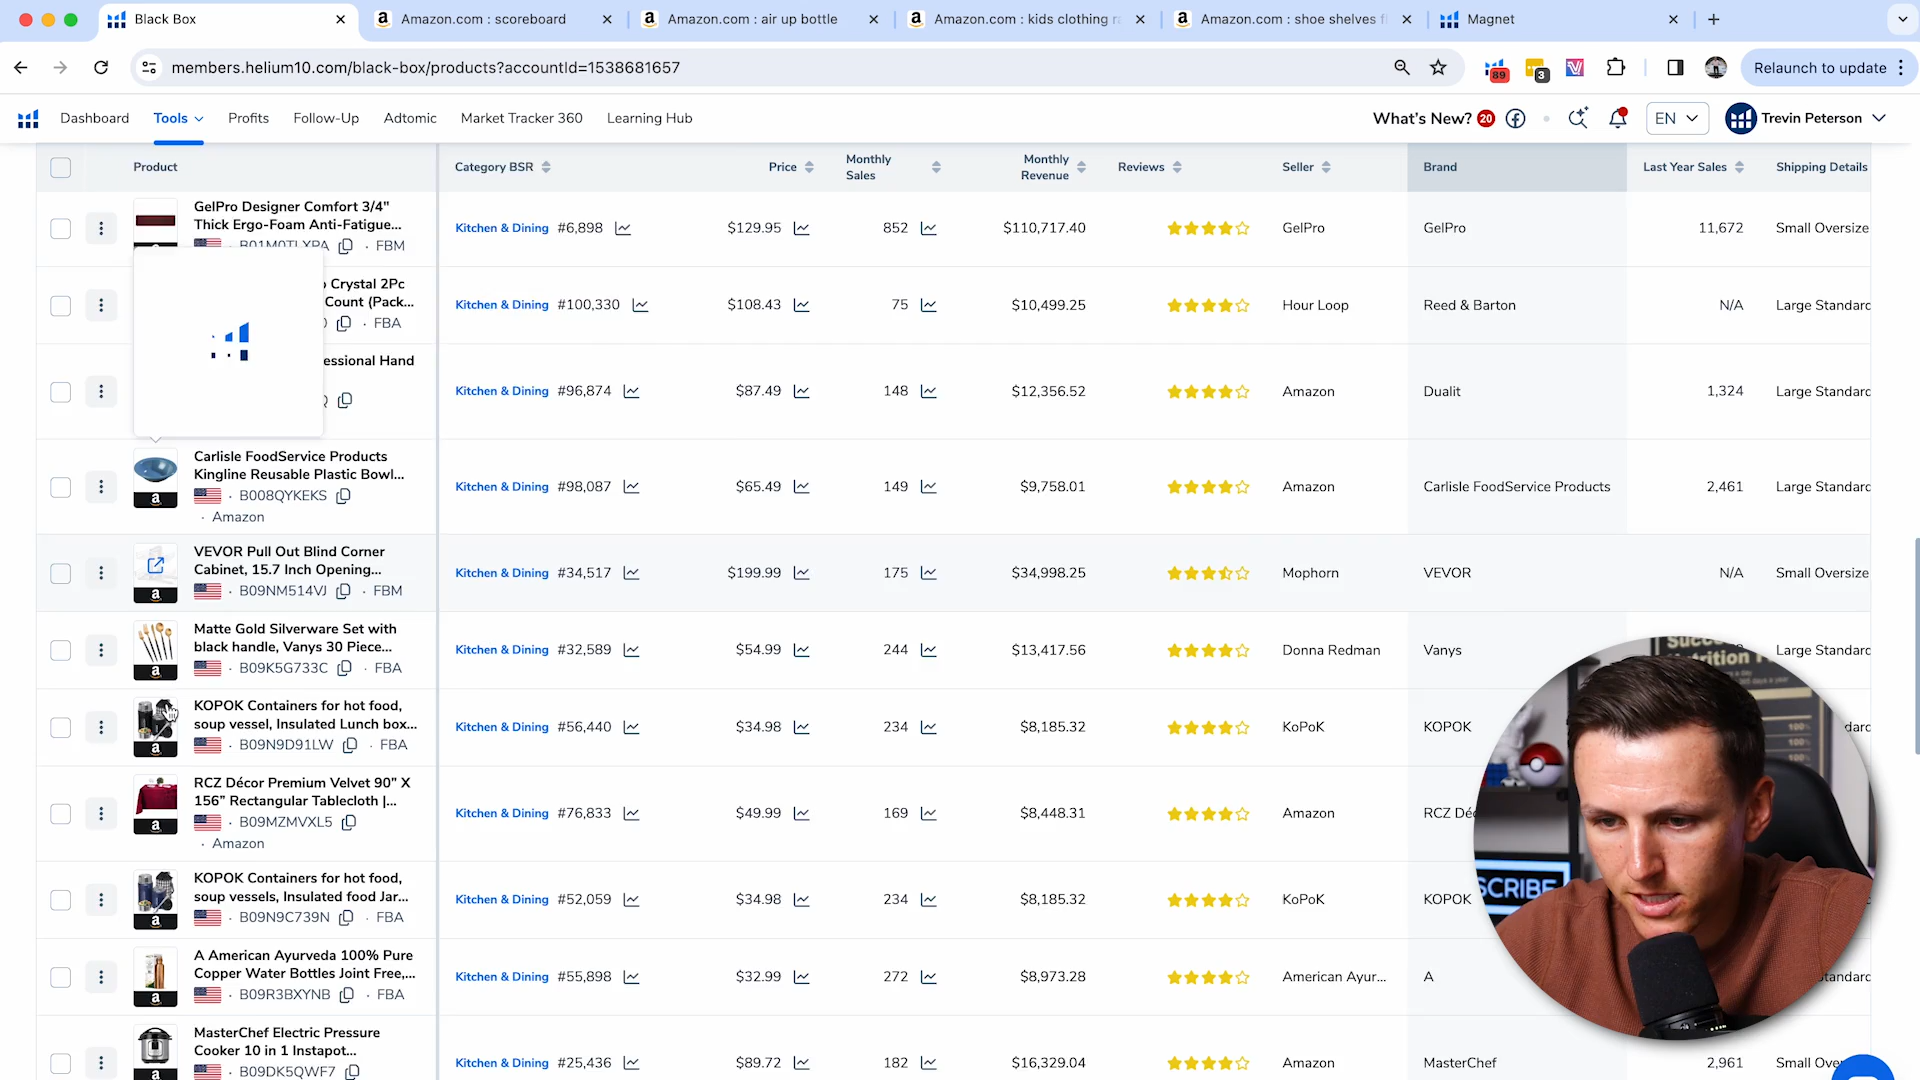 Black Box
Amazon.com : scoreboard
Amazon.com : air up bottle
Amazon.com : kids clothing ra
Amazon.com : shoe shelves f
Magnet
members.helium10.com/black-box/products?accountId=1538681657
89
3
Relaunch to update
Dashboard
Tools
Profits
Follow-Up
Adtomic
Market Tracker 360
Learning Hub
What's New? 20
EN
Trevin Peterson
Product
Category BSR
Price
Monthly Sales
Monthly Revenue
Reviews
Seller
Brand
Last Year Sales
Shipping Details
GelPro Designer Comfort 3/4"
Thick Ergo-Foam Anti-Fatigue...
B01M0TLXPA · FBM
Kitchen & Dining #6,898
$129.95
852
$110,717.40
GelPro
GelPro
11,672
Small Oversize
Crystal 2Pc
Count (Pack...
· FBA
Kitchen & Dining #100,330
$108.43
75
$10,499.25
Hour Loop
Reed & Barton
N/A
Large Standard
essional Hand
Kitchen & Dining #96,874
$87.49
148
$12,356.52
Amazon
Dualit
1,324
Large Standard
Carlisle FoodService Products
Kingline Reusable Plastic Bowl...
a
· B008QYKEKS
· Amazon
Kitchen & Dining #98,087
$65.49
149
$9,758.01
Amazon
Carlisle FoodService Products
2,461
Large Standard
VEVOR Pull Out Blind Corner
Cabinet, 15.7 Inch Opening...
a
· B09NM514VJ · FBM
Kitchen & Dining #34,517
$199.99
175
$34,998.25
Mophorn
VEVOR
N/A
Small Oversize
Matte Gold Silverware Set with
black handle, Vanys 30 Piece...
a
· B09K5G733C · FBA
Kitchen & Dining #32,589
$54.99
244
$13,417.56
Donna Redman
Vanys
Large Standard
KOPOK Containers for hot food,
soup vessel, Insulated Lunch box...
a
· B09N9D91LW · FBA
Kitchen & Dining #56,440
$34.98
234
$8,185.32
KoPoK
KOPOK
dard
RCZ Décor Premium Velvet 90” X
156” Rectangular Tablecloth |...
a
· B09MZMVXL5
· Amazon
Kitchen & Dining #76,833
$49.99
169
$8,448.31
Amazon
RCZ Déc
KOPOK Containers for hot food,
soup vessels, Insulated food Jar...
a
· B09N9C739N · FBA
Kitchen & Dining #52,059
$34.98
234
$8,185.32
KoPoK
KOPOK
A American Ayurveda 100% Pure
Copper Water Bottles Joint Free,...
a
· B09R3BXYNB · FBA
Kitchen & Dining #55,898
$32.99
272
$8,973.28
American Ayur...
A
tandard
MasterChef Electric Pressure
Cooker 10 in 1 Instapot...
a
· B09DK5QWF7
Kitchen & Dining #25,436
$89.72
182
$16,329.04
Amazon
MasterChef
2,961
Small Over
SCRIBE
100%
100%
100%